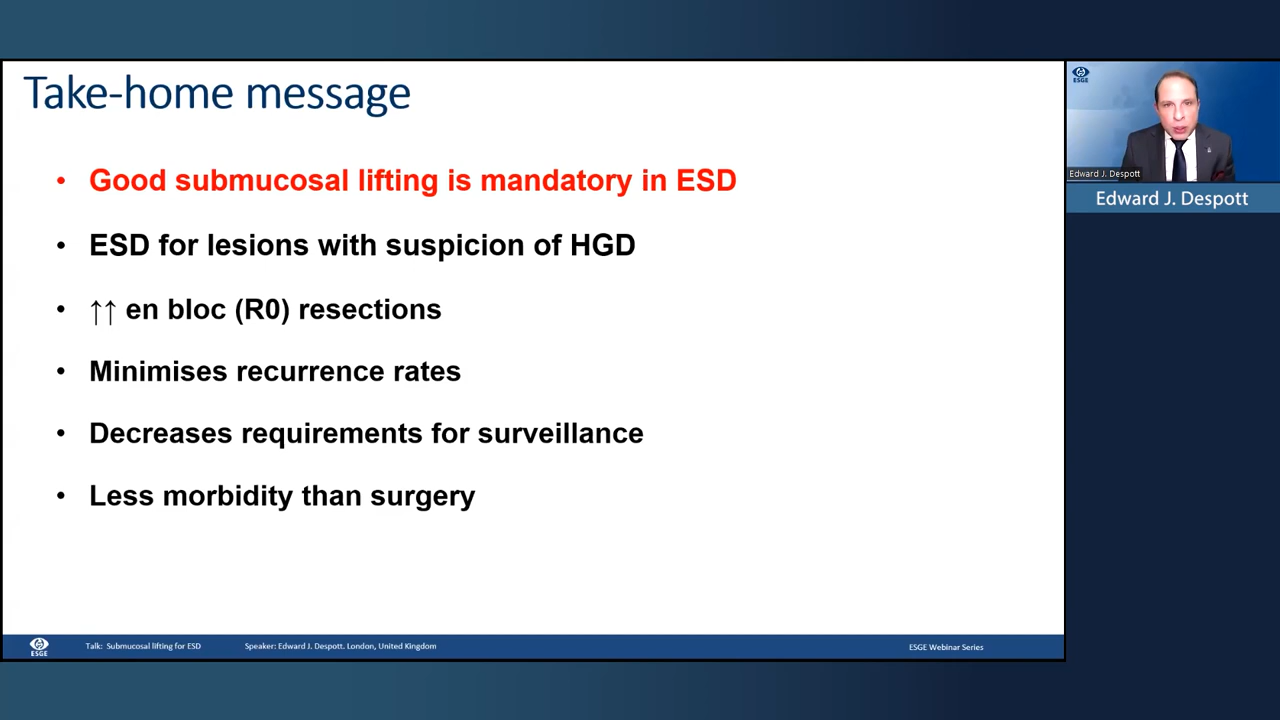 Take-home message
• Good submucosal lifting is mandatory in ESD
• ESD for lesions with suspicion of HGD
• ↑↑ en bloc (R0) resections
• Minimises recurrence rates
• Decreases requirements for surveillance
• Less morbidity than surgery
ESGE
Talk: Submucosal lifting for ESD
Speaker: Edward J. Despott. London, United Kingdom
ESGE Webinar Series
ESGE
Edward J. Despott
Edward J. Despott